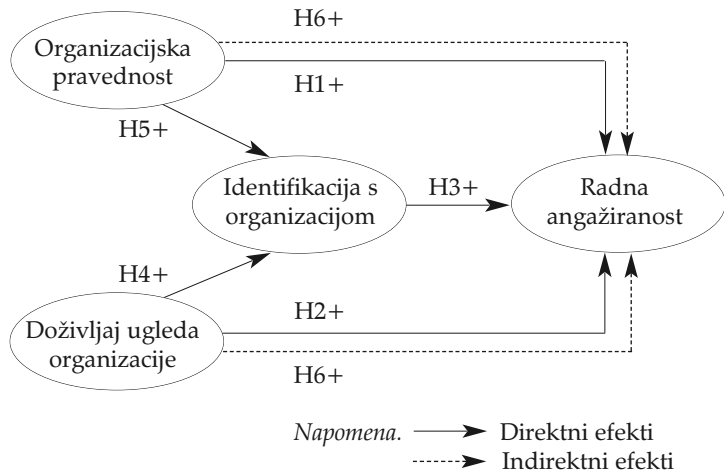 H6+
Organizacijska
pravednost
H1+
H5+
Identifikacija s
organizacijom
H3+
Radna
angažiranost
H4+
H2+
Doživljaj ugleda
organizacije
H6+
Napomena.
Direktni efekti
Indirektni efekti